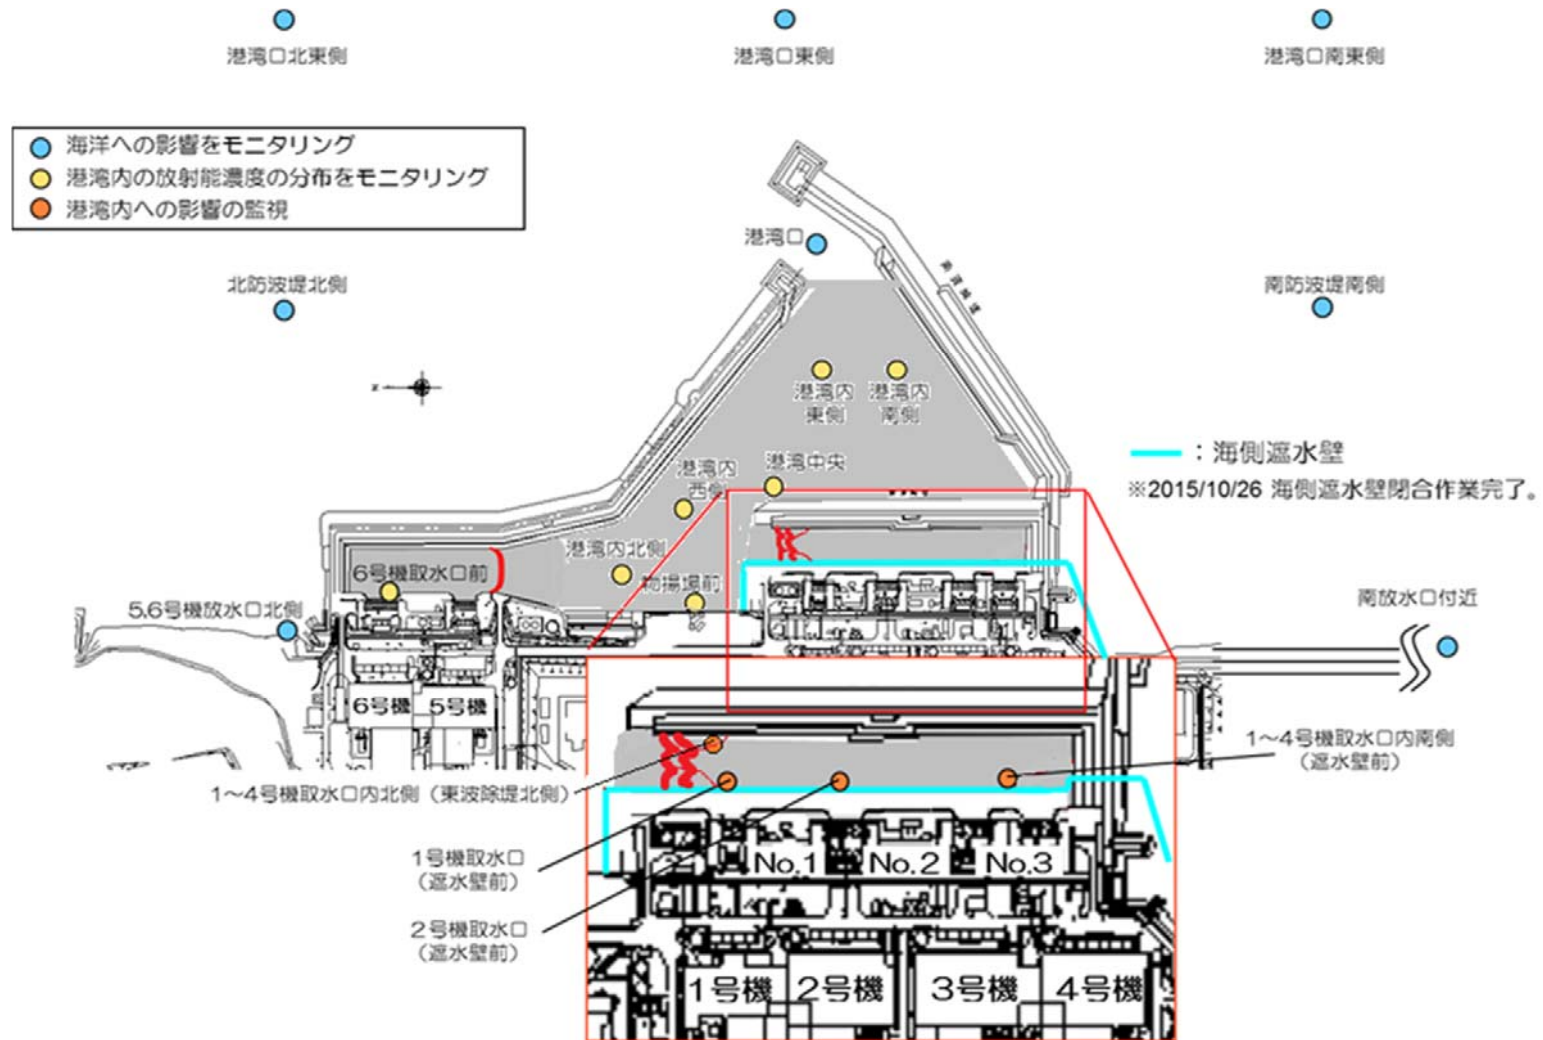 港湾口北東側
港湾口東側
港湾口南東側
海洋への影響をモニタリング
港湾内の放射能濃度の分布をモニタリング
港湾内への影響の監視
港湾口
北防波堤北側
南防波堤南側
港湾内
東側
港湾内
南側
:海側遮水壁
※2015/10/26 海側遮水壁閉合作業完了。
港湾中央
港湾内
西側
港湾内北側
物揚場前
6号機取水口前
5,6号機放水口北側
南放水口付近
6号機
5号機
1~4号機取水口内南側
(遮水壁前)
1~4号機取水口内北側(東波除堤北側)
1号機取水口
(遮水壁前)
2号機取水口
(遮水壁前)
No.1
No.2
No.3
1号機
2号機
3号機
4号機